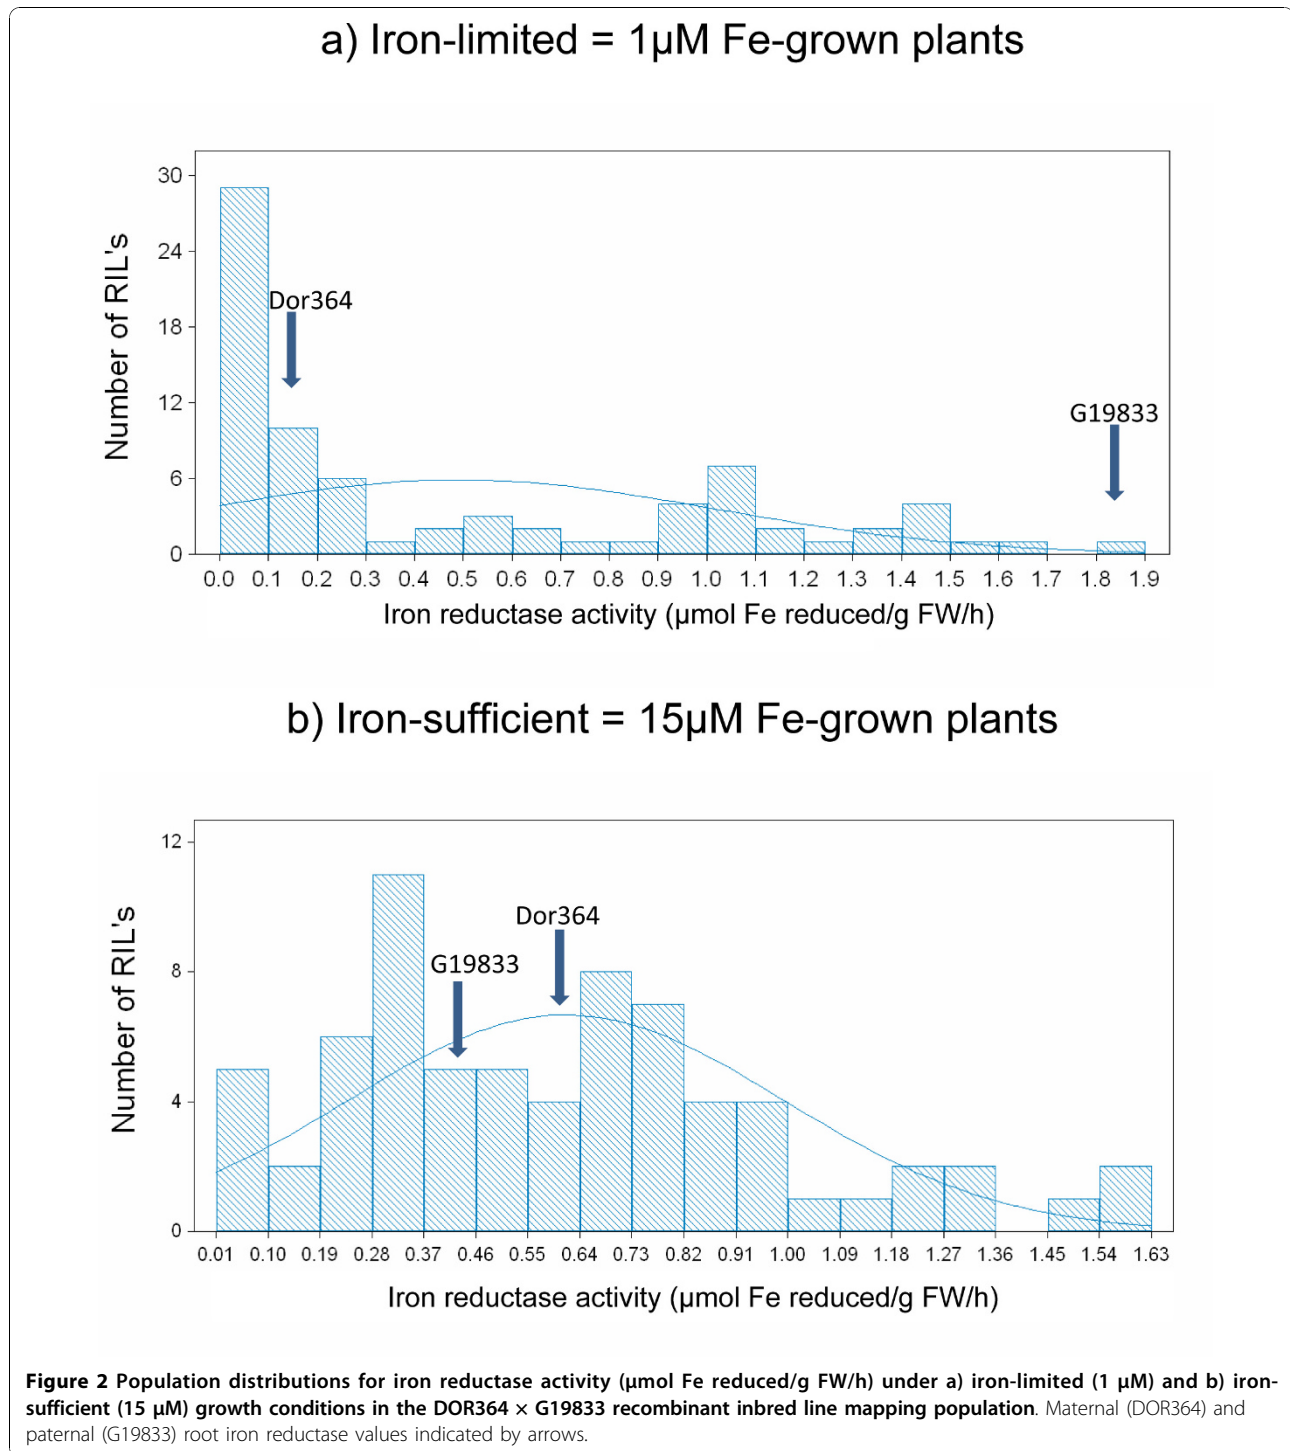 a) Iron-limited = 1µM Fe-grown plants
Number of RIL's
30
24
18
12
6
0
Dor364
G19833
0.0 0.1 0.2 0.3 0.4 0.5 0.6 0.7 0.8 0.9 1.0 1.1 1.2 1.3 1.4 1.5 1.6 1.7 1.8 1.9
Iron reductase activity (µmol Fe reduced/g FW/h)
b) Iron-sufficient = 15µM Fe-grown plants
Number of RIL's
12
8
4
0
Dor364
G19833
0.01 0.10 0.19 0.28 0.37 0.46 0.55 0.64 0.73 0.82 0.91 1.00 1.09 1.18 1.27 1.36 1.45 1.54 1.63
Iron reductase activity (µmol Fe reduced/g FW/h)
Figure 2 Population distributions for iron reductase activity (µmol Fe reduced/g FW/h) under a) iron-limited (1 µM) and b) iron-
sufficient (15 µM) growth conditions in the DOR364 × G19833 recombinant inbred line mapping population. Maternal (DOR364) and
paternal (G19833) root iron reductase values indicated by arrows.